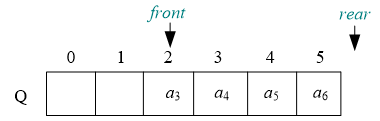 front rear
0 1 2 3 4 5
Q a₃ a₄ a₅ a₆